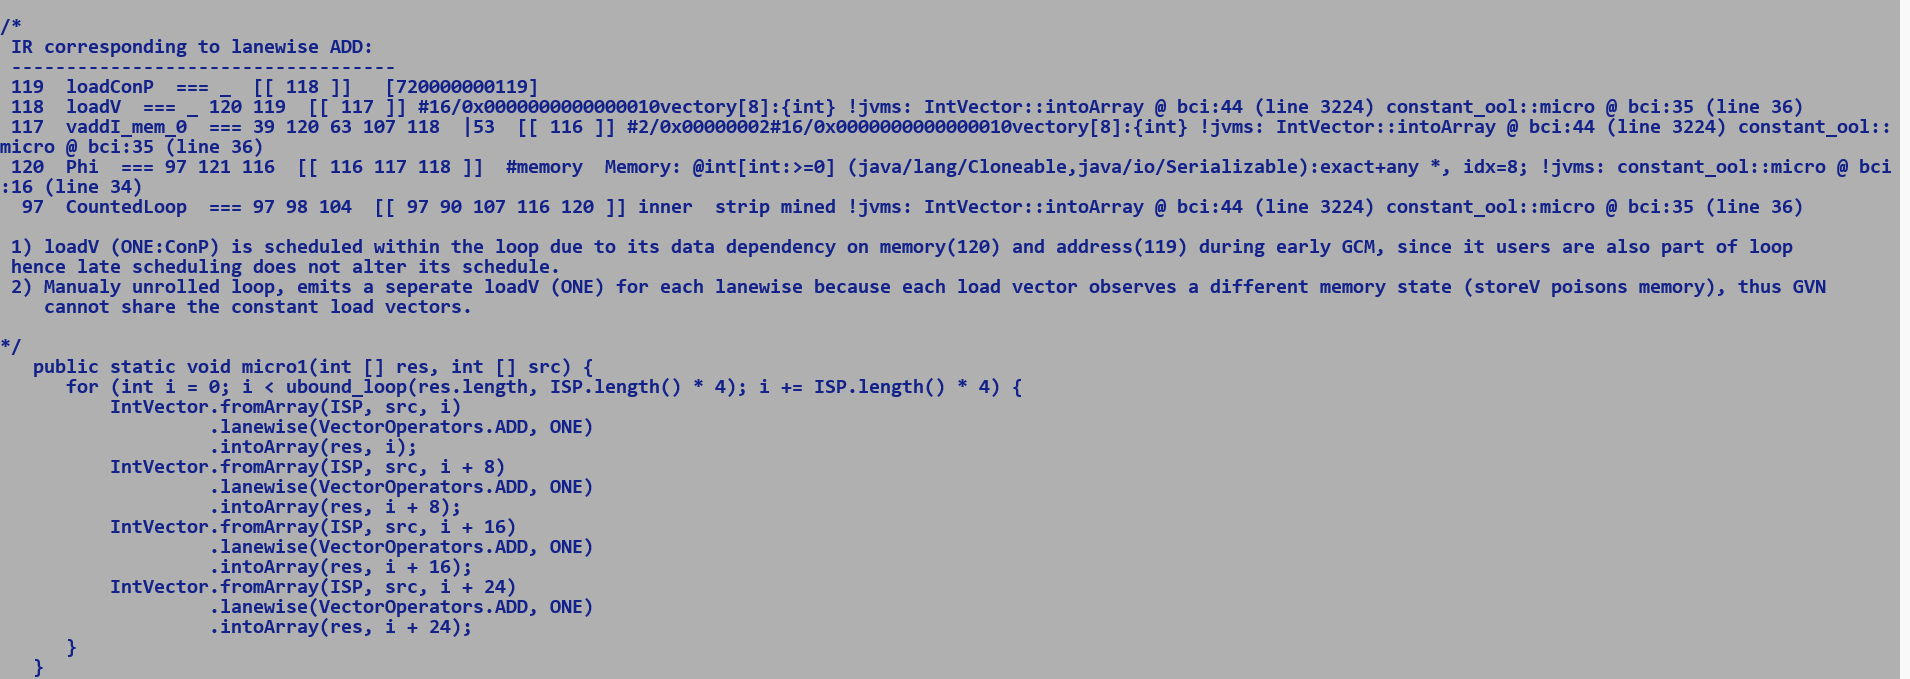 /*
 IR corresponding to lanewise ADD:
 -----------------------------------
 119  loadConP  === _  [[ 118 ]]   [720000000119]
 118  loadV  === _ 120 119  [[ 117 ]] #16/0x0000000000000010vectory[8]:{int} !jvms: IntVector::intoArray @ bci:44 (line 3224) constant_ool::micro @ bci:35 (line 36)
 117  vaddI_mem_0  === 39 120 63 107 118  |53  [[ 116 ]] #2/0x00000002#16/0x0000000000000010vectory[8]:{int} !jvms: IntVector::intoArray @ bci:44 (line 3224) constant_ool::
micro @ bci:35 (line 36)
 120  Phi  === 97 121 116  [[ 116 117 118 ]]  #memory  Memory: @int[int:>=0] (java/lang/Cloneable,java/io/Serializable):exact+any *, idx=8; !jvms: constant_ool::micro @ bci
:16 (line 34)
  97  CountedLoop  === 97 98 104  [[ 97 90 107 116 120 ]] inner  strip mined !jvms: IntVector::intoArray @ bci:44 (line 3224) constant_ool::micro @ bci:35 (line 36)
 1) loadV (ONE:ConP) is scheduled within the loop due to its data dependency on memory(120) and address(119) during early GCM, since it users are also part of loop
 hence late scheduling does not alter its schedule.
 2) Manualy unrolled loop, emits a seperate loadV (ONE) for each lanewise because each load vector observes a different memory state (storeV poisons memory), thus GVN
    cannot share the constant load vectors.
*/
   public static void micro1(int [] res, int [] src) {
      for (int i = 0; i < ubound_loop(res.length, ISP.length() * 4); i += ISP.length() * 4) {
          IntVector.fromArray(ISP, src, i)
                   .lanewise(VectorOperators.ADD, ONE)
                   .intoArray(res, i);
          IntVector.fromArray(ISP, src, i + 8)
                   .lanewise(VectorOperators.ADD, ONE)
                   .intoArray(res, i + 8);
          IntVector.fromArray(ISP, src, i + 16)
                   .lanewise(VectorOperators.ADD, ONE)
                   .intoArray(res, i + 16);
          IntVector.fromArray(ISP, src, i + 24)
                   .lanewise(VectorOperators.ADD, ONE)
                   .intoArray(res, i + 24);
      }
   }